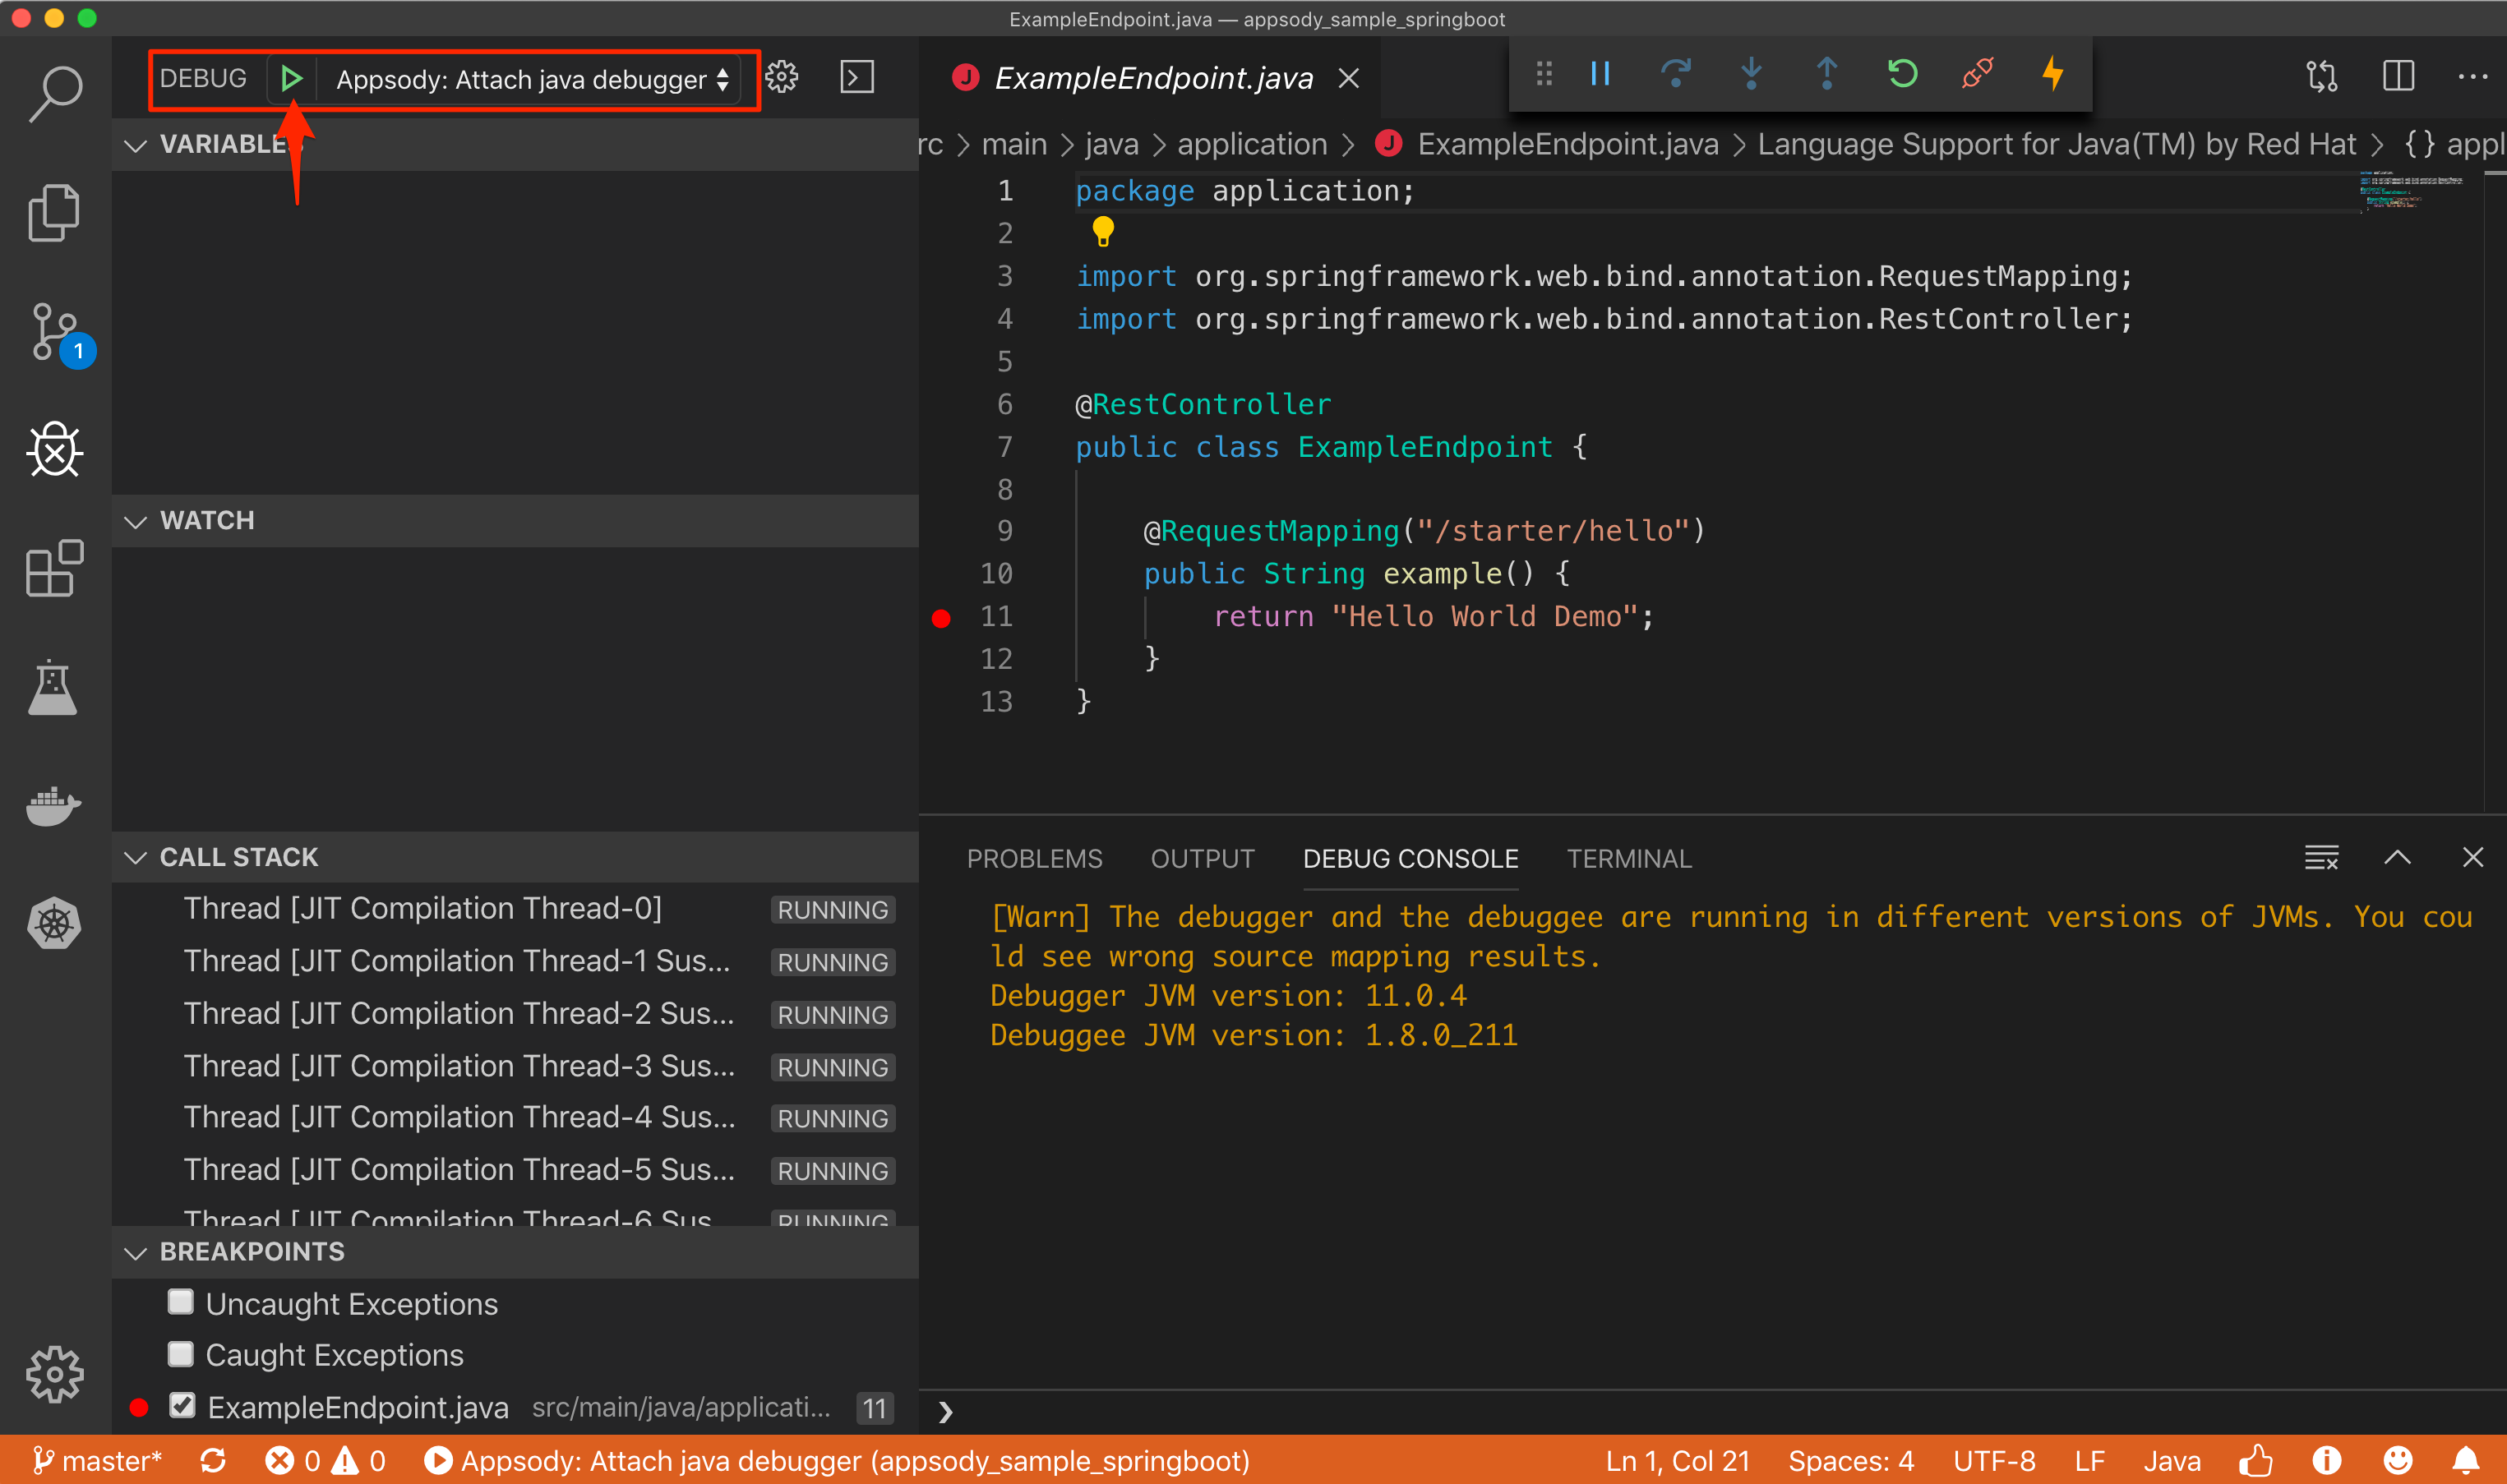 ExampleEndpoint.java — appsody_sample_springboot
DEBUG Appsody: Attach java debugger
VARIABLES
1
WATCH
CALL STACK
Thread [JIT Compilation Thread-0] RUNNING
Thread [JIT Compilation Thread-1 Sus... RUNNING
Thread [JIT Compilation Thread-2 Sus... RUNNING
Thread [JIT Compilation Thread-3 Sus... RUNNING
Thread [JIT Compilation Thread-4 Sus... RUNNING
Thread [JIT Compilation Thread-5 Sus... RUNNING
Thread [JIT Compilation Thread-6 Sus RUNNING
BREAKPOINTS
Uncaught Exceptions
Caught Exceptions
ExampleEndpoint.java src/main/java/applicati... 11
J ExampleEndpoint.java
rc > main > java > application > J ExampleEndpoint.java > Language Support for Java(TM) by Red Hat > {} appl
1 package application;
2
3 import org.springframework.web.bind.annotation.RequestMapping;
4 import org.springframework.web.bind.annotation.RestController;
5
6 @RestController
7 public class ExampleEndpoint {
8
9 @RequestMapping("/starter/hello")
10 public String example() {
11 return "Hello World Demo";
12 }
13 }
PROBLEMS OUTPUT DEBUG CONSOLE TERMINAL
[Warn] The debugger and the debuggee are running in different versions of JVMs. You cou
ld see wrong source mapping results.
Debugger JVM version: 11.0.4
Debuggee JVM version: 1.8.0_211
master* 0 0 Appsody: Attach java debugger (appsody_sample_springboot) Ln 1, Col 21 Spaces: 4 UTF-8 LF Java